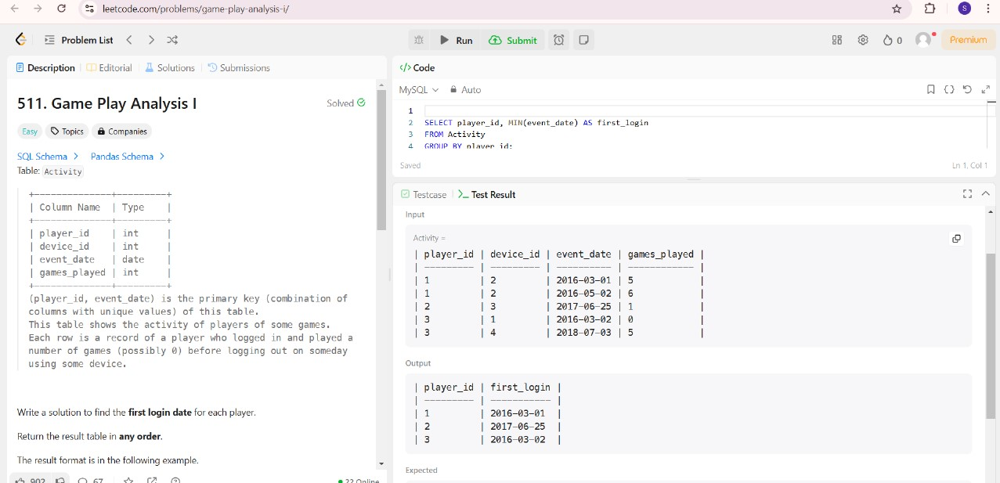 leetcode.com/problems/game-play-analysis-i/
S
Problem List
Run
Submit
0
Premium
Description
Editorial
Solutions
Submissions
511. Game Play Analysis I
Solved
Easy
Topics
Companies
SQL Schema >
Pandas Schema >
Table: Activity
+--------------+---------+
| Column Name | Type |
+--------------+---------+
| player_id | int |
| device_id | int |
| event_date | date |
| games_played | int |
+--------------+---------+
(player_id, event_date) is the primary key (combination of
columns with unique values) of this table.
This table shows the activity of players of some games.
Each row is a record of a player who logged in and played a
number of games (possibly 0) before logging out on someday
using some device.
Write a solution to find the first login date for each player.
Return the result table in any order.
The result format is in the following example.
902
67
22 Online
</> Code
MySQL
Auto
1
2 SELECT player_id, MIN(event_date) AS first_login
3 FROM Activity
4 GROUP BY player_id;
Saved
Ln 1, Col 1
Testcase
>_ Test Result
Input
Activity =
| player_id | device_id | event_date | games_played |
| --------- | --------- | ---------- | ------------ |
| 1 | 2 | 2016-03-01 | 5 |
| 1 | 2 | 2016-05-02 | 6 |
| 2 | 3 | 2017-06-25 | 1 |
| 3 | 1 | 2016-03-02 | 0 |
| 3 | 4 | 2018-07-03 | 5 |
Output
| player_id | first_login |
| --------- | ----------- |
| 1 | 2016-03-01 |
| 2 | 2017-06-25 |
| 3 | 2016-03-02 |
Expected